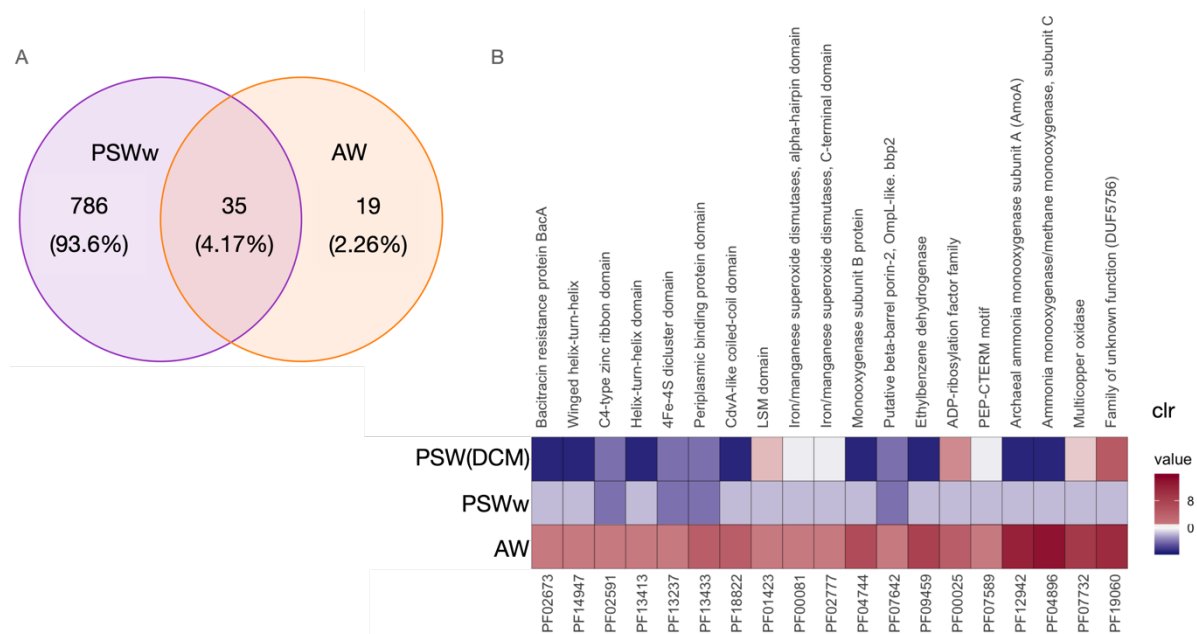 A
B
PSWw
AW
786
35
19
(93.6%)
(4.17%)
(2.26%)
Bacitracin resistance protein BacA
Winged helix-turn-helix
C4-type zinc ribbon domain
Helix-turn-helix domain
4Fe-4S dicluster domain
Periplasmic binding protein domain
CdvA-like coiled-coil domain
LSM domain
Iron/manganese superoxide dismutases, alpha-hairpin domain
Iron/manganese superoxide dismutases, C-terminal domain
Monooxygenase subunit B protein
Putative beta-barrel porin-2, OmpL-like. bbp2
Ethylbenzene dehydrogenase
ADP-ribosylation factor family
PEP-CTERM motif
Archaeal ammonia monooxygenase subunit A (AmoA)
Ammonia monooxygenase/methane monooxygenase, subunit C
Multicopper oxidase
Family of unknown function (DUF5756)
PSW(DCM)
PSWw
AW
PF02673
PF14947
PF02591
PF13413
PF13237
PF13433
PF18822
PF01423
PF00081
PF02777
PF04744
PF07642
PF09459
PF00025
PF07589
PF12942
PF04896
PF07732
PF19060
clr
value
8
0